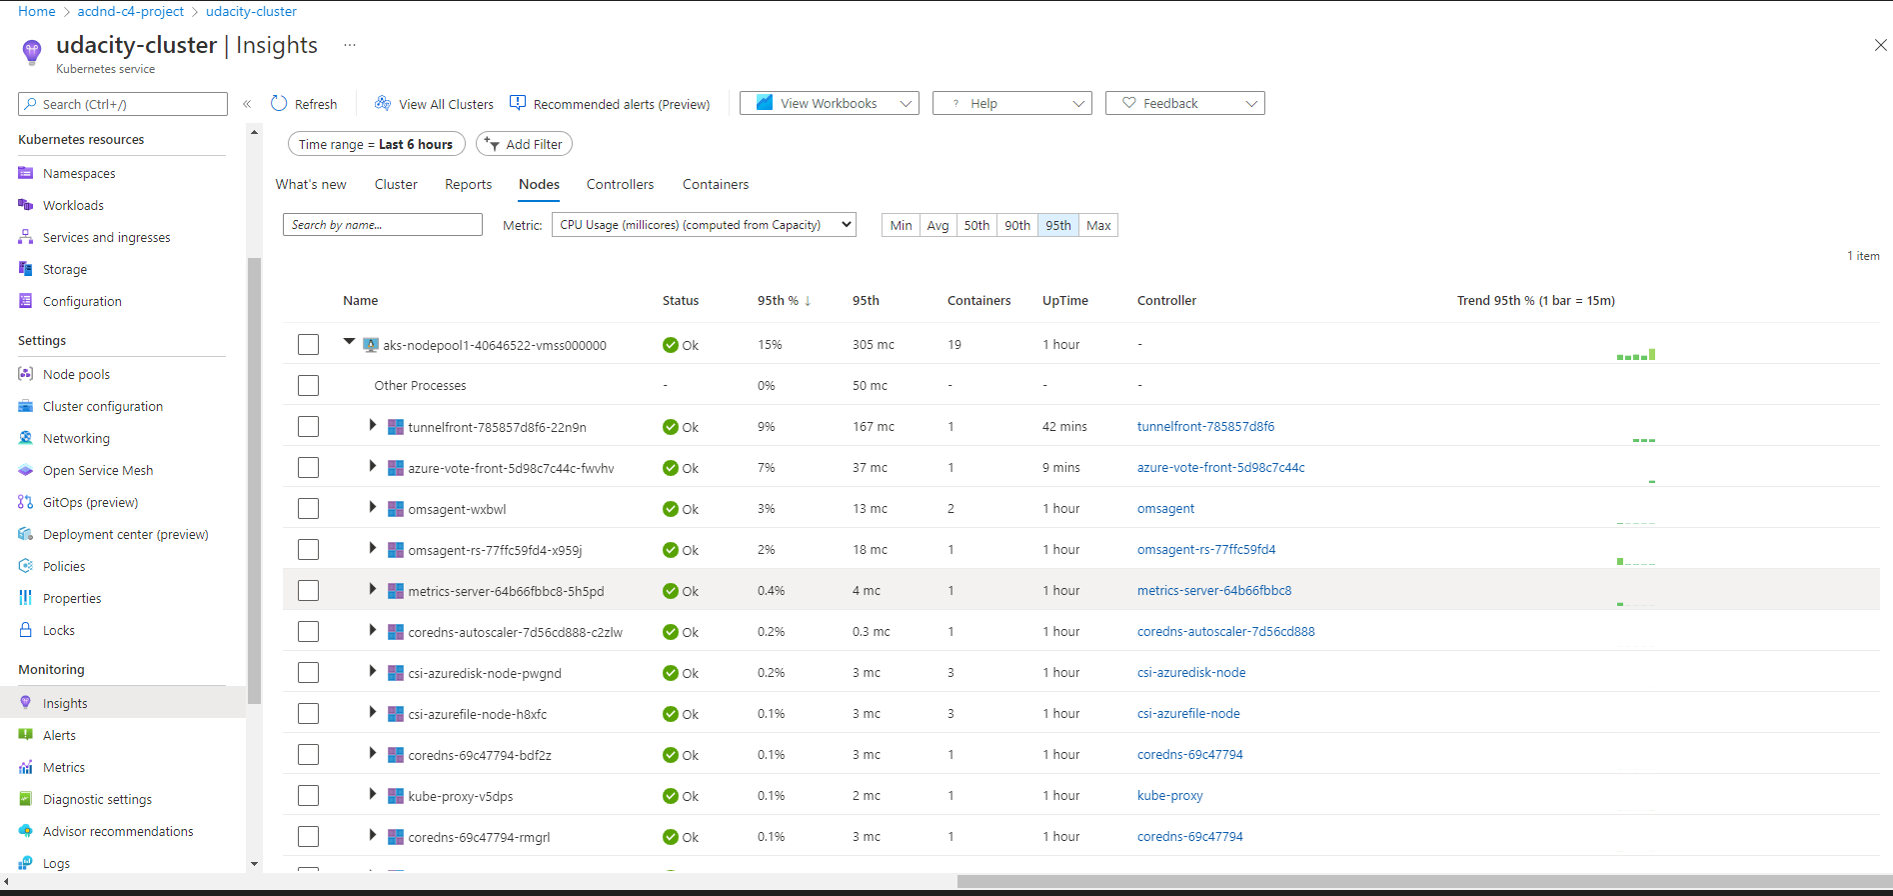 Home > acdnd-c4-project > udacity-cluster
udacity-cluster | Insights ...
Kubernetes service
Search (Ctrl+/)
«
Refresh
View All Clusters
Recommended alerts (Preview)
View Workbooks
? Help
Feedback
Kubernetes resources
Namespaces
Workloads
Services and ingresses
Storage
Configuration
Settings
Node pools
Cluster configuration
Networking
Open Service Mesh
GitOps (preview)
Deployment center (preview)
Policies
Properties
Locks
Monitoring
Insights
Alerts
Metrics
Diagnostic settings
Advisor recommendations
Logs
Time range = Last 6 hours
Add Filter
What's new Cluster Reports Nodes Controllers Containers
Search by name...
Metric: CPU Usage (millicores) (computed from Capacity)
Min Avg 50th 90th 95th Max
1 item
Name Status 95th % ↓ 95th Containers UpTime Controller Trend 95th % (1 bar = 15m)
aks-nodepool1-40646522-vmss000000 Ok 15% 305 mc 19 1 hour -
Other Processes - 0% 50 mc - - -
tunnelfront-785857d8f6-22n9n Ok 9% 167 mc 1 42 mins tunnelfront-785857d8f6
azure-vote-front-5d98c7c44c-fwvhv Ok 7% 37 mc 1 9 mins azure-vote-front-5d98c7c44c
omsagent-wxbwl Ok 3% 13 mc 2 1 hour omsagent
omsagent-rs-77ffc59fd4-x959j Ok 2% 18 mc 1 1 hour omsagent-rs-77ffc59fd4
metrics-server-64b66fbbc8-5h5pd Ok 0.4% 4 mc 1 1 hour metrics-server-64b66fbbc8
coredns-autoscaler-7d56cd888-c2zlw Ok 0.2% 0.3 mc 1 1 hour coredns-autoscaler-7d56cd888
csi-azuredisk-node-pwgnd Ok 0.2% 3 mc 3 1 hour csi-azuredisk-node
csi-azurefile-node-h8xfc Ok 0.1% 3 mc 3 1 hour csi-azurefile-node
coredns-69c47794-bdf2z Ok 0.1% 3 mc 1 1 hour coredns-69c47794
kube-proxy-v5dps Ok 0.1% 2 mc 1 1 hour kube-proxy
coredns-69c47794-rmgrl Ok 0.1% 3 mc 1 1 hour coredns-69c47794